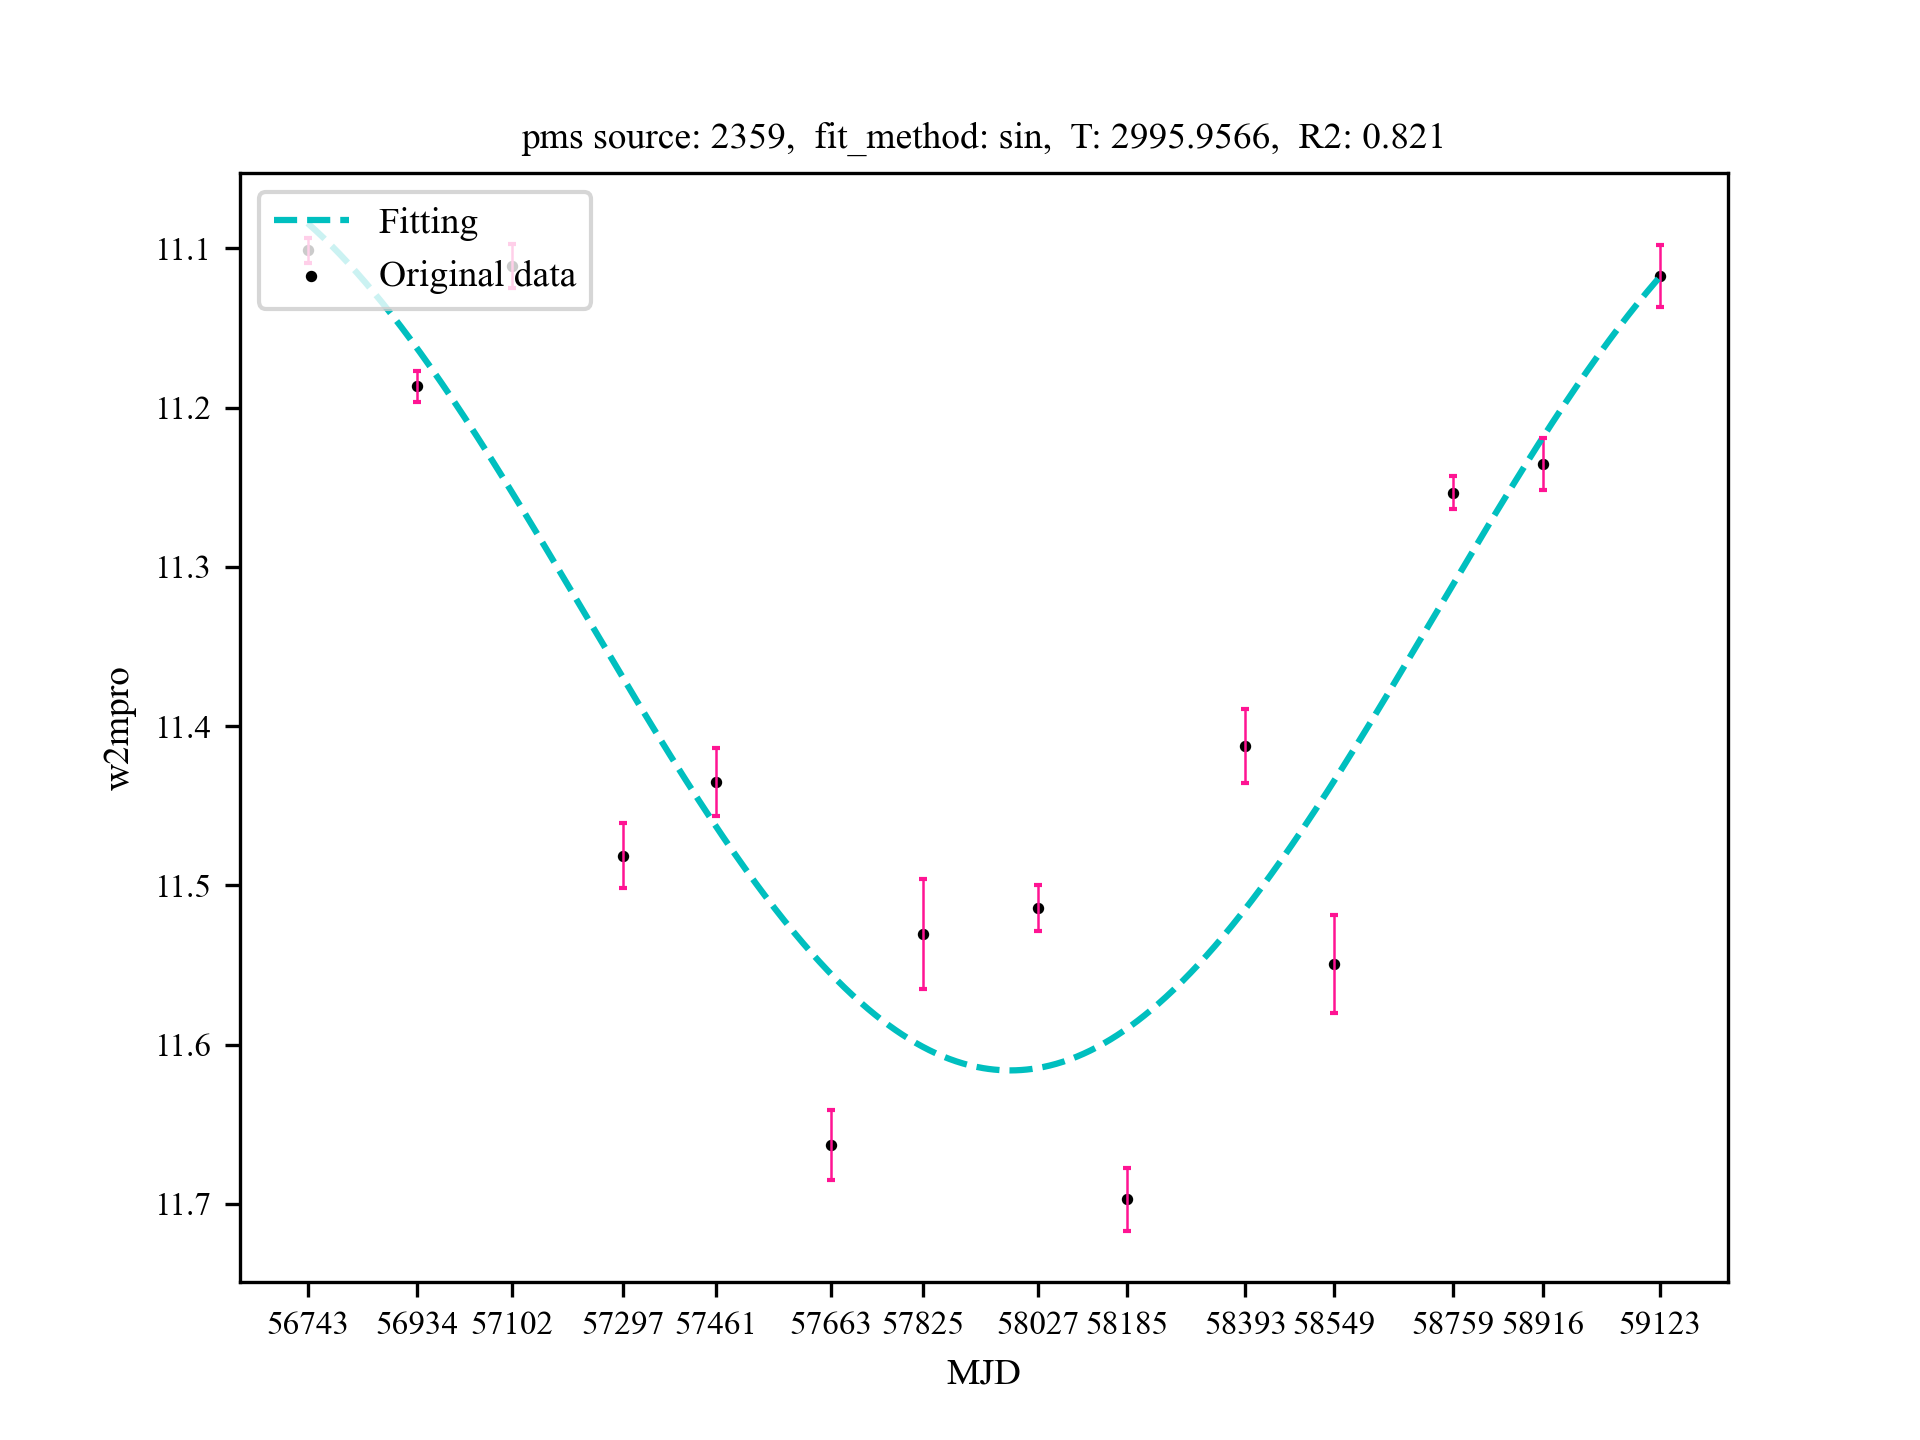 pms source: 2359,  fit_method: sin,  T: 2995.9566,  R2: 0.821
Fitting
Original data
11.1
11.2
11.3
11.4
11.5
11.6
11.7
w2mpro
56743 56934 57102 57297 57461 57663 57825 58027 58185 58393 58549 58759 58916 59123
MJD